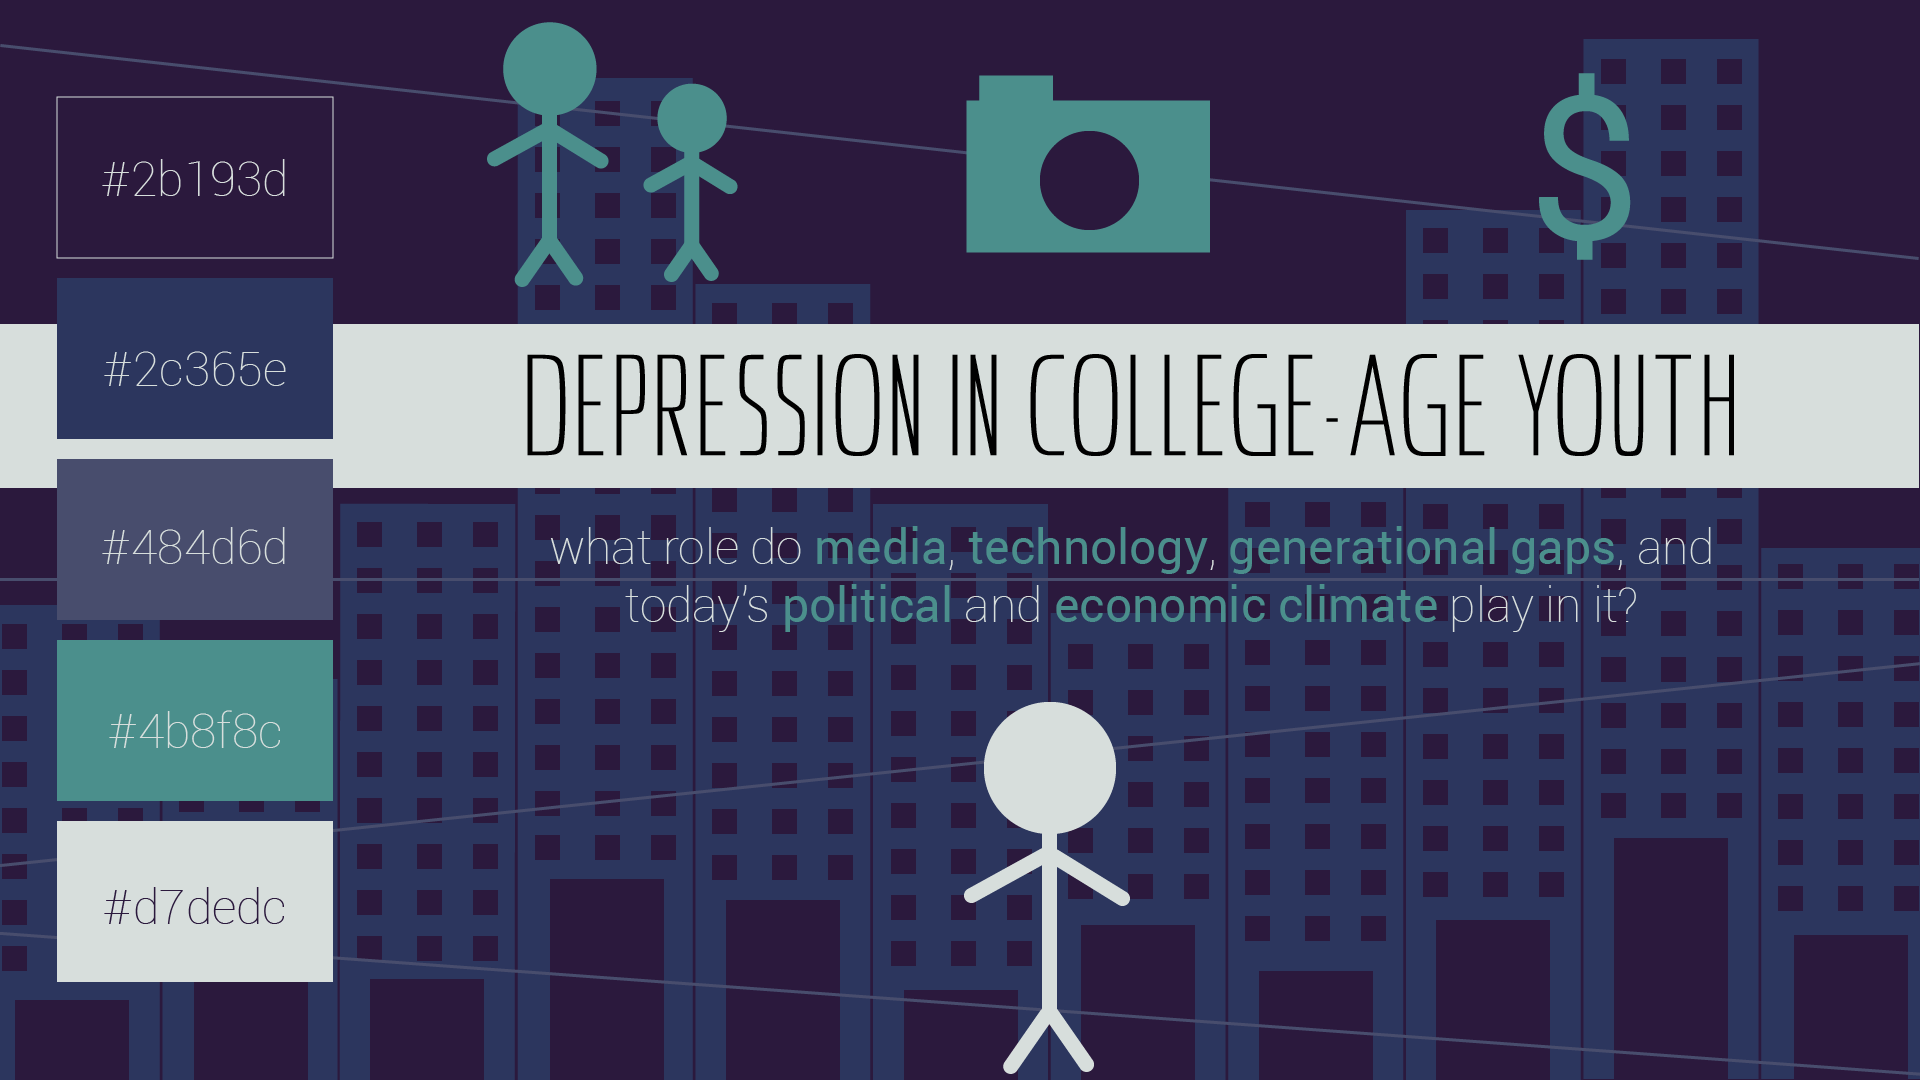 #2b193d
#2c365e
#484d6d
#4b8f8c
#d7dedc
$
DEPRESSION IN COLLEGE-AGE YOUTH
what role do media, technology, generational gaps, and
today's political and economic climate play in it?